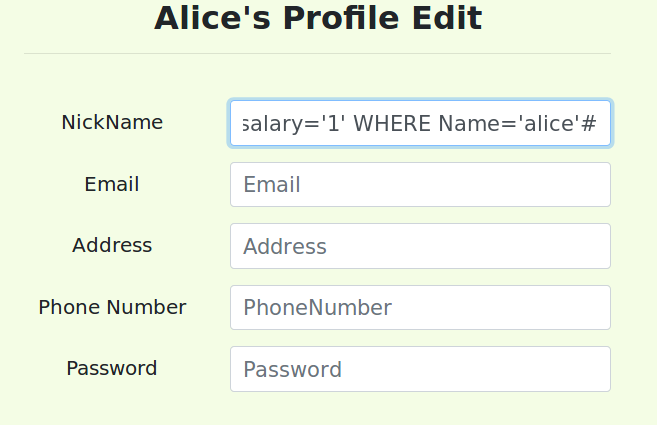 Alice's Profile Edit
NickName
salary='1' WHERE Name='alice'#
Email
Email
Address
Address
Phone Number
PhoneNumber
Password
Password